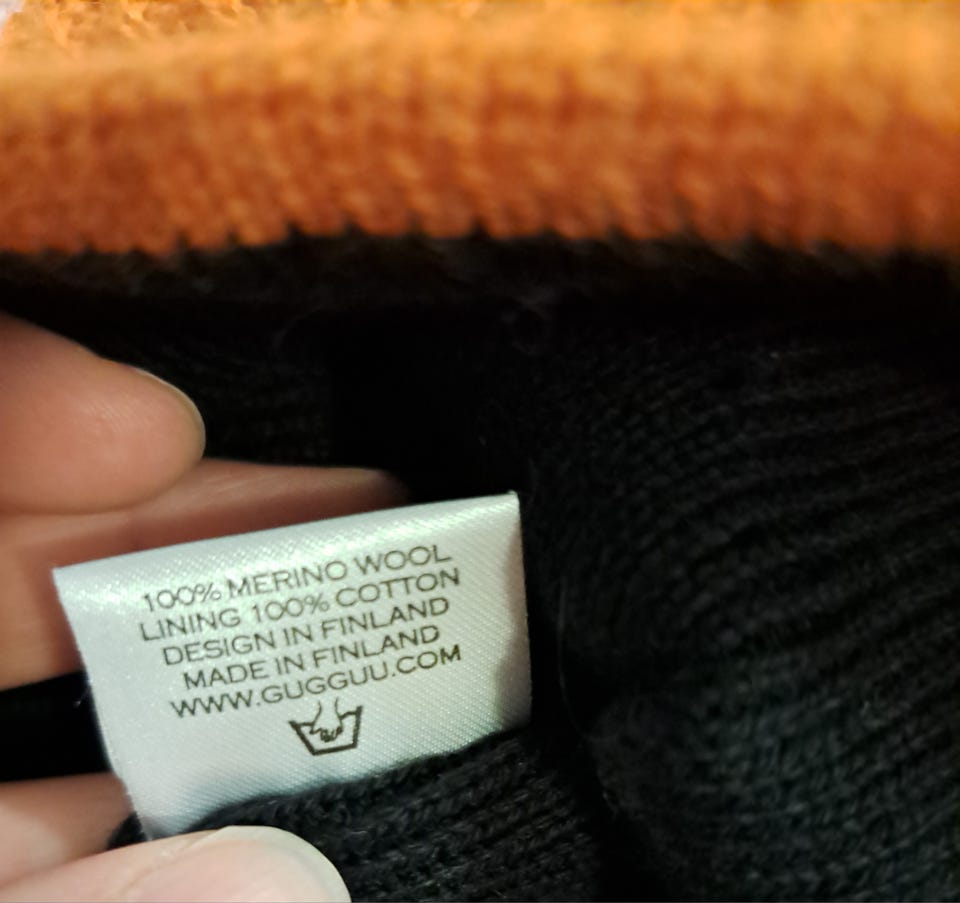 100% MERINO WOOL
LINING 100% COTTON
DESIGN IN FINLAND
MADE IN FINLAND
WWW.GUGGUU.COM